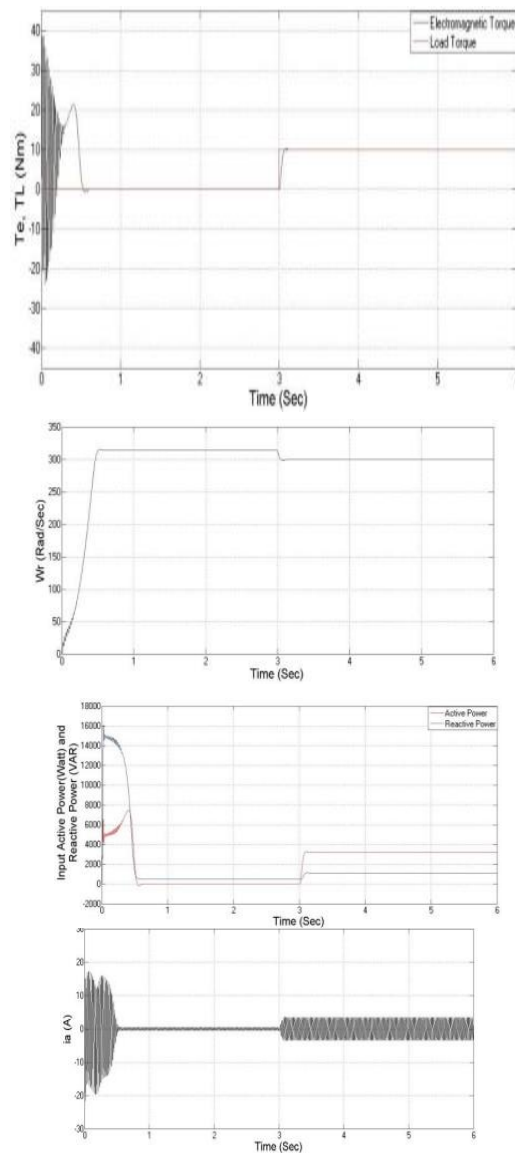 Electromagnetic Torque
Load Torque
Te, TL (Nm)
40
30
20
10
0
-10
-20
-30
-40
0 1 2 3 4 5
Time (Sec)
Wr (Rad/Sec)
350
300
250
200
150
100
50
0
0 1 2 3 4 5 6
Time (Sec)
Active Power
Reactive Power
Input Active Power(Watt) and
Reactive Power (VAR)
18000
16000
14000
12000
10000
8000
6000
4000
2000
0
2000
0 1 2 3 4 5 6
Time (Sec)
ia (A)
30
20
10
0
-10
-20
-30
0 1 2 3 4 5 6
Time (Sec)